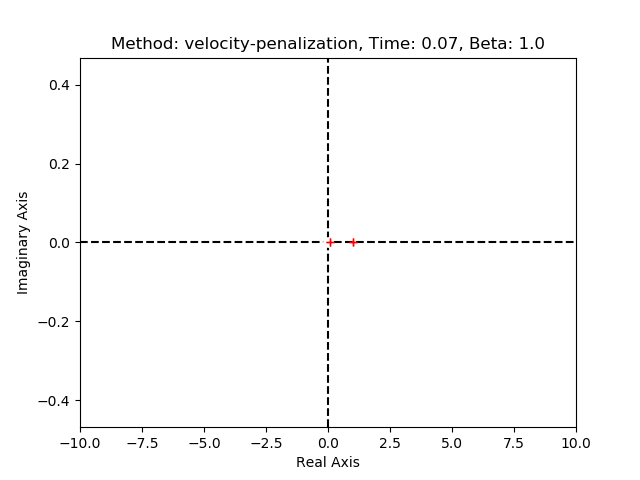 Method: velocity-penalization, Time: 0.07, Beta: 1.0
0.4
0.2
0.0
−0.2
−0.4
Imaginary Axis
−10.0 −7.5 −5.0 −2.5 0.0 2.5 5.0 7.5 10.0
Real Axis